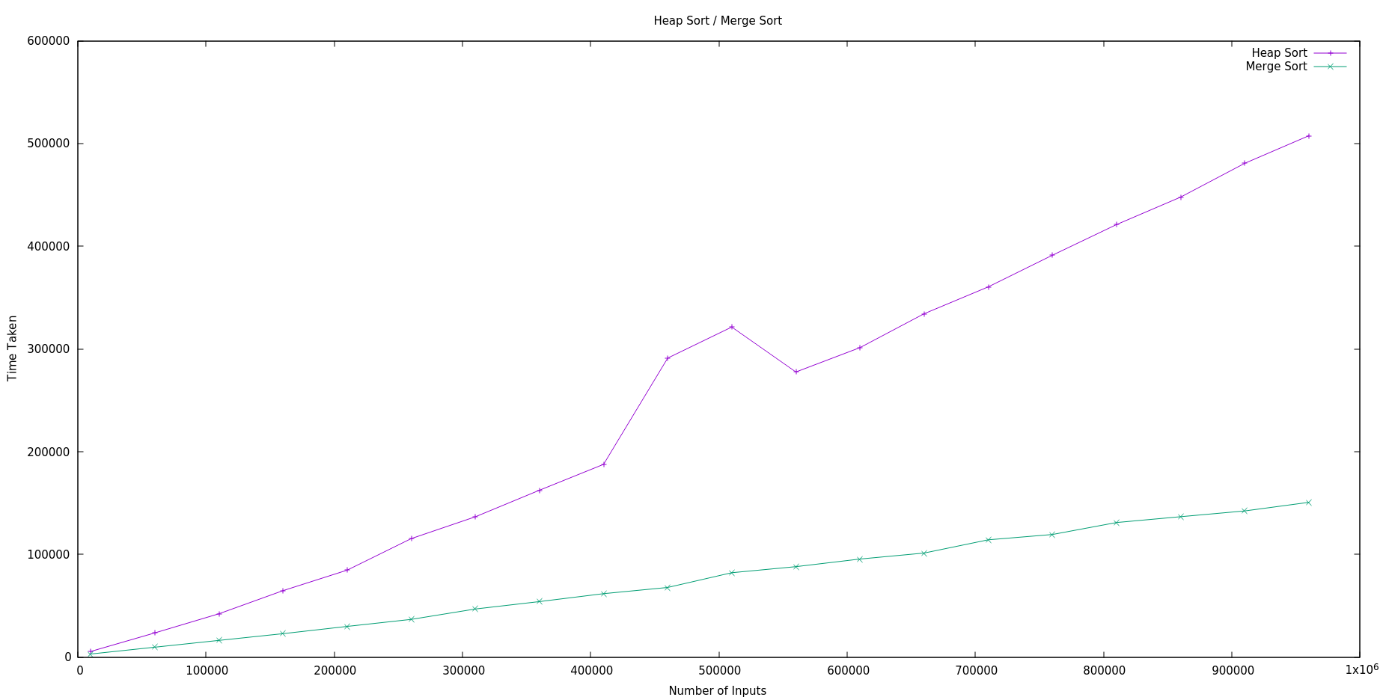 Heap Sort / Merge Sort
600000
500000
400000
300000
200000
100000
0
Time Taken
Heap Sort
Merge Sort
0 100000 200000 300000 400000 500000 600000 700000 800000 900000 1x10⁶
Number of Inputs